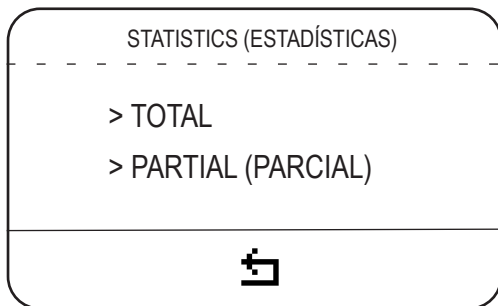 STATISTICS (ESTADÍSTICAS)
> TOTAL
> PARTIAL (PARCIAL)